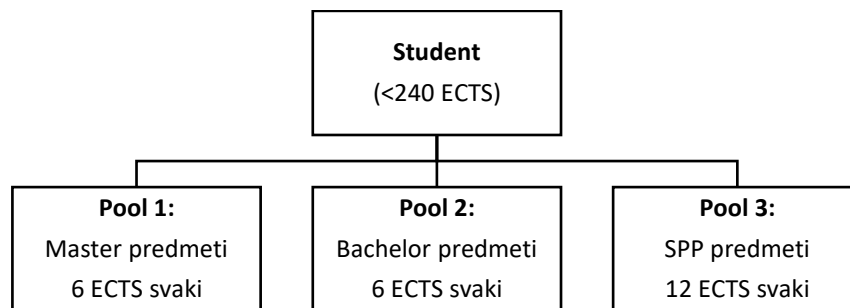 Student
(<240 ECTS)
Pool 1:
Master predmeti
6 ECTS svaki
Pool 2:
Bachelor predmeti
6 ECTS svaki
Pool 3:
SPP predmeti
12 ECTS svaki